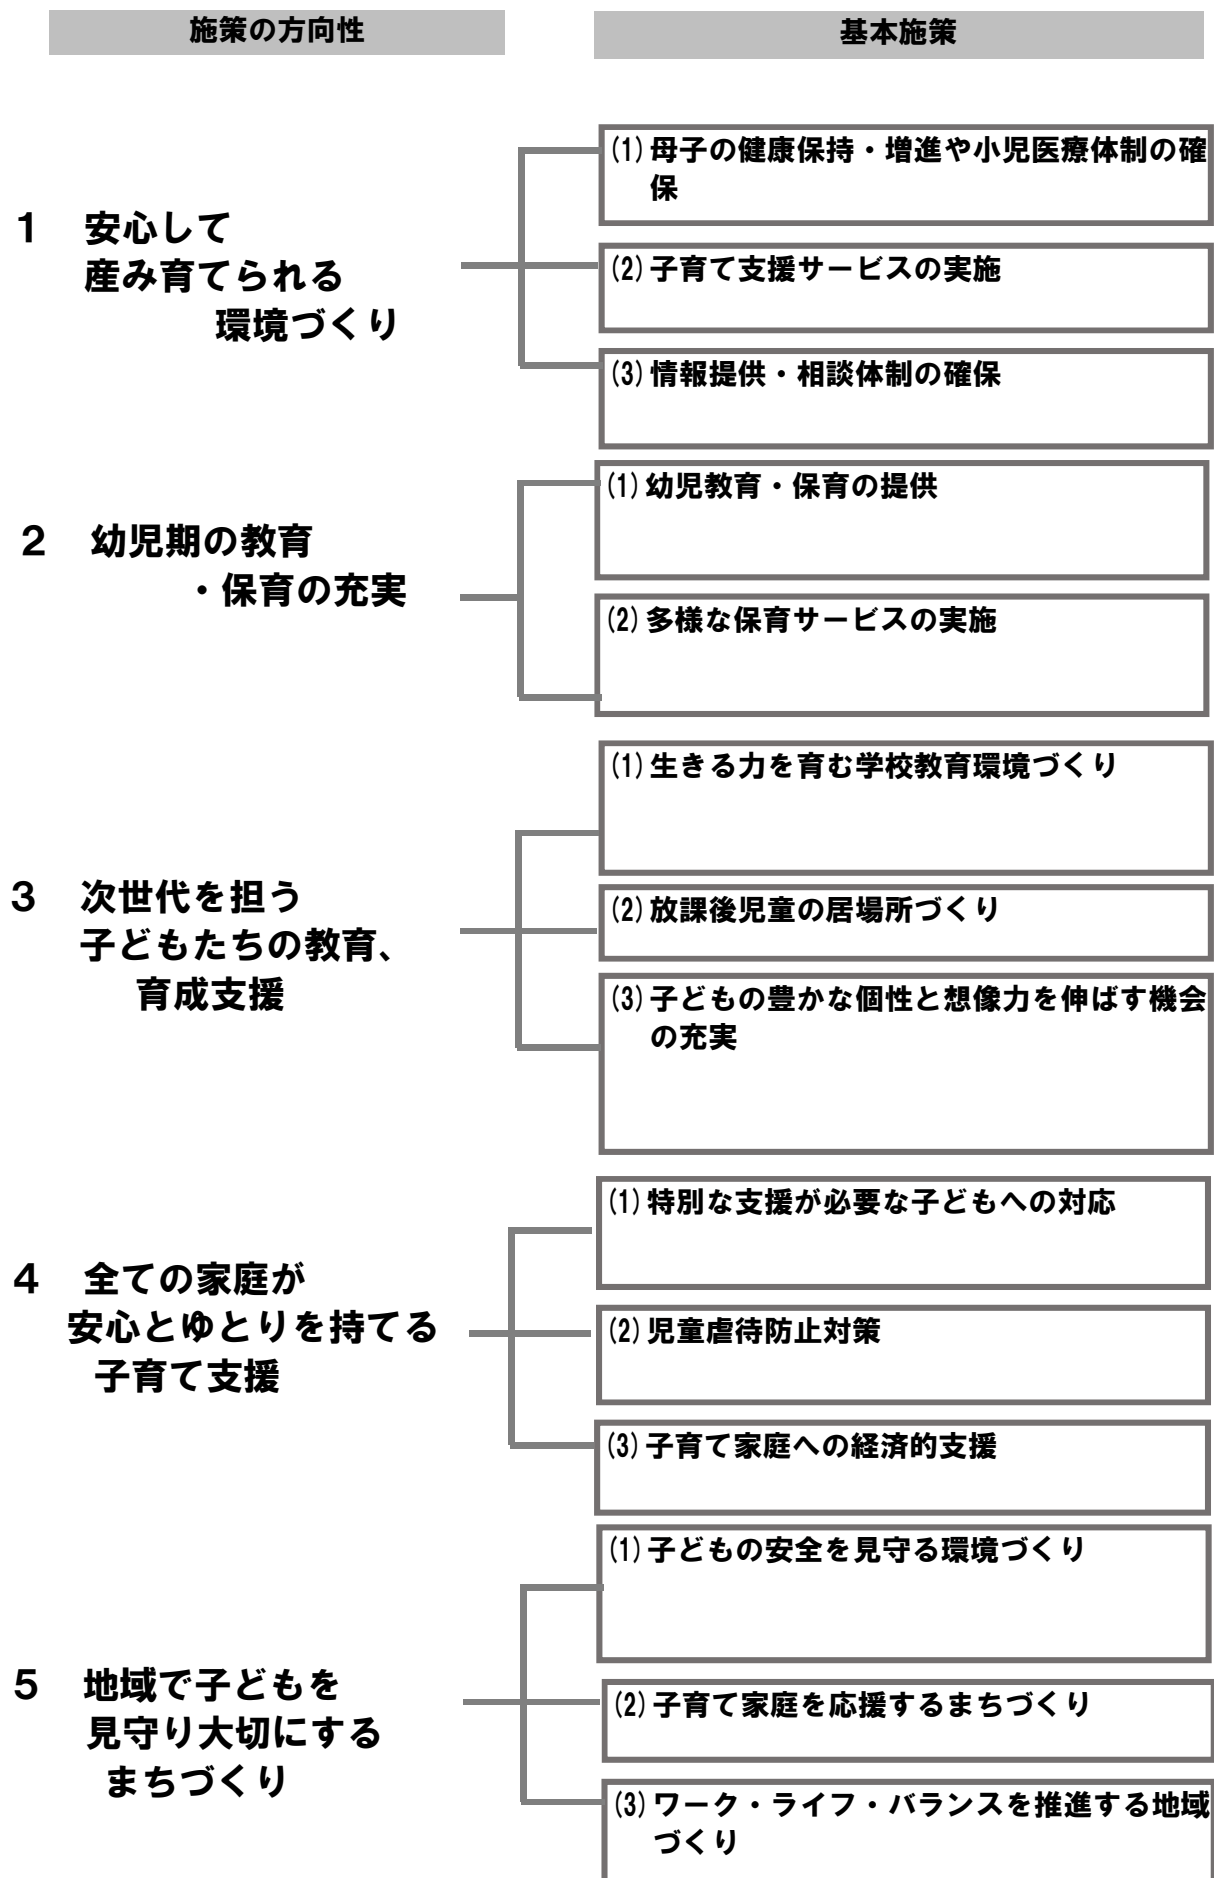 施策の方向性
基本施策
1 安心して
産み育てられる
環境づくり
(1)母子の健康保持・増進や小児医療体制の確
保
(2)子育て支援サービスの実施
(3)情報提供・相談体制の確保
2 幼児期の教育
・保育の充実
(1)幼児教育・保育の提供
(2)多様な保育サービスの実施
3 次世代を担う
子どもたちの教育、
育成支援
(1)生きる力を育む学校教育環境づくり
(2)放課後児童の居場所づくり
(3)子どもの豊かな個性と想像力を伸ばす機会
の充実
4 全ての家庭が
安心とゆとりを持てる
子育て支援
(1)特別な支援が必要な子どもへの対応
(2)児童虐待防止対策
(3)子育て家庭への経済的支援
5 地域で子どもを
見守り大切にする
まちづくり
(1)子どもの安全を見守る環境づくり
(2)子育て家庭を応援するまちづくり
(3)ワーク・ライフ・バランスを推進する地域
づくり